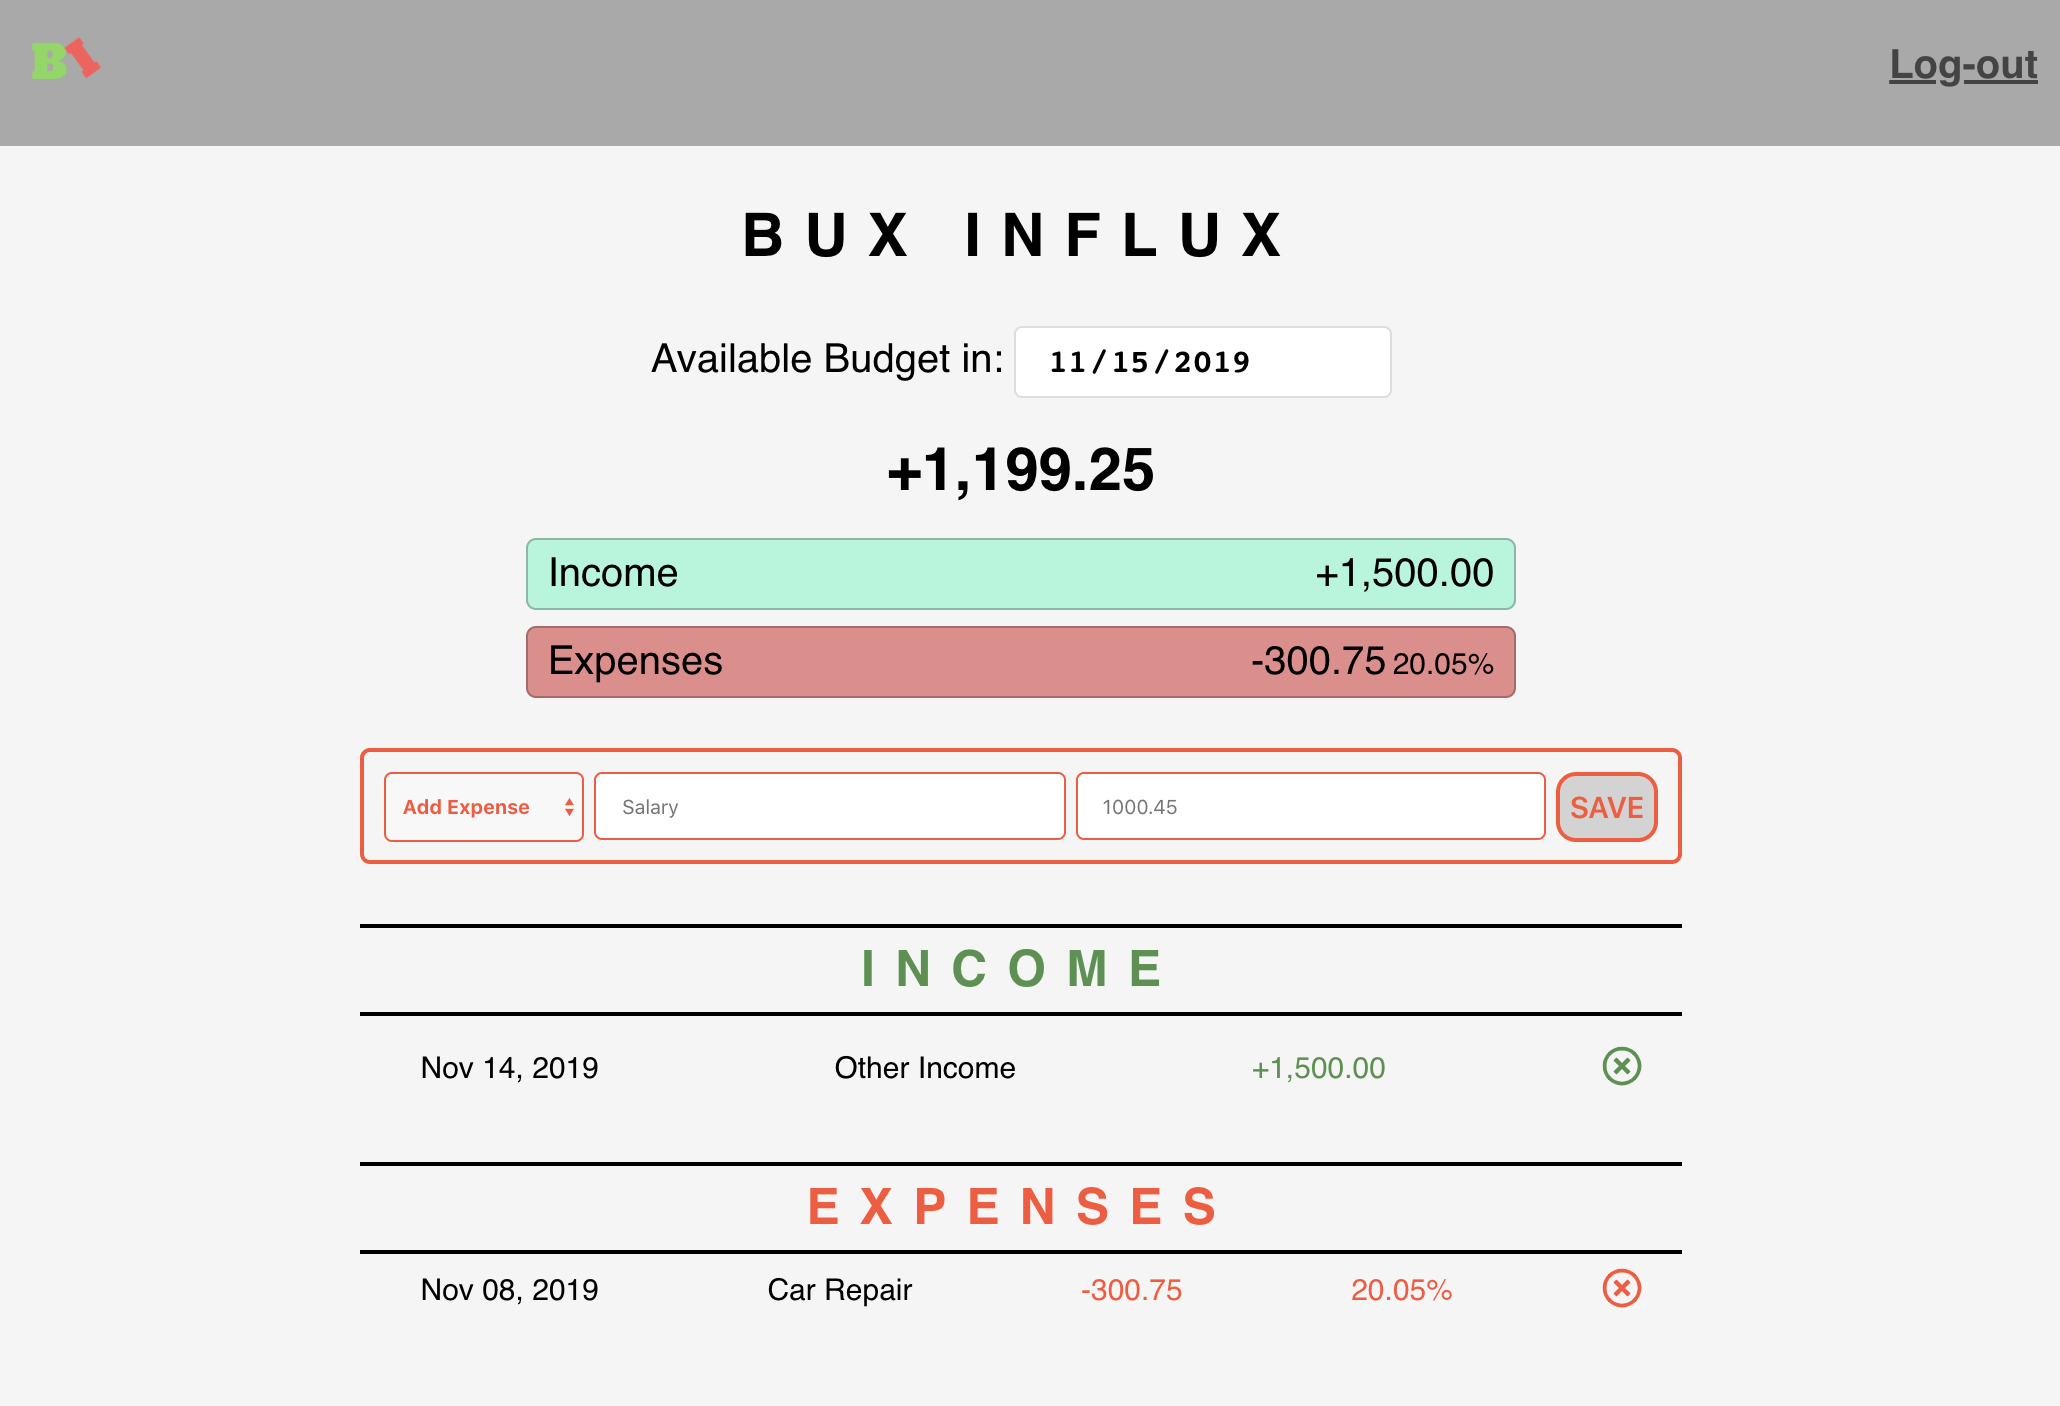 BI
Log-out
BUX INFLUX
Available Budget in: 11/15/2019
+1,199.25
Income +1,500.00
Expenses -300.75 20.05%
Add Expense Salary 1000.45 SAVE
INCOME
Nov 14, 2019 Other Income +1,500.00
EXPENSES
Nov 08, 2019 Car Repair -300.75 20.05%